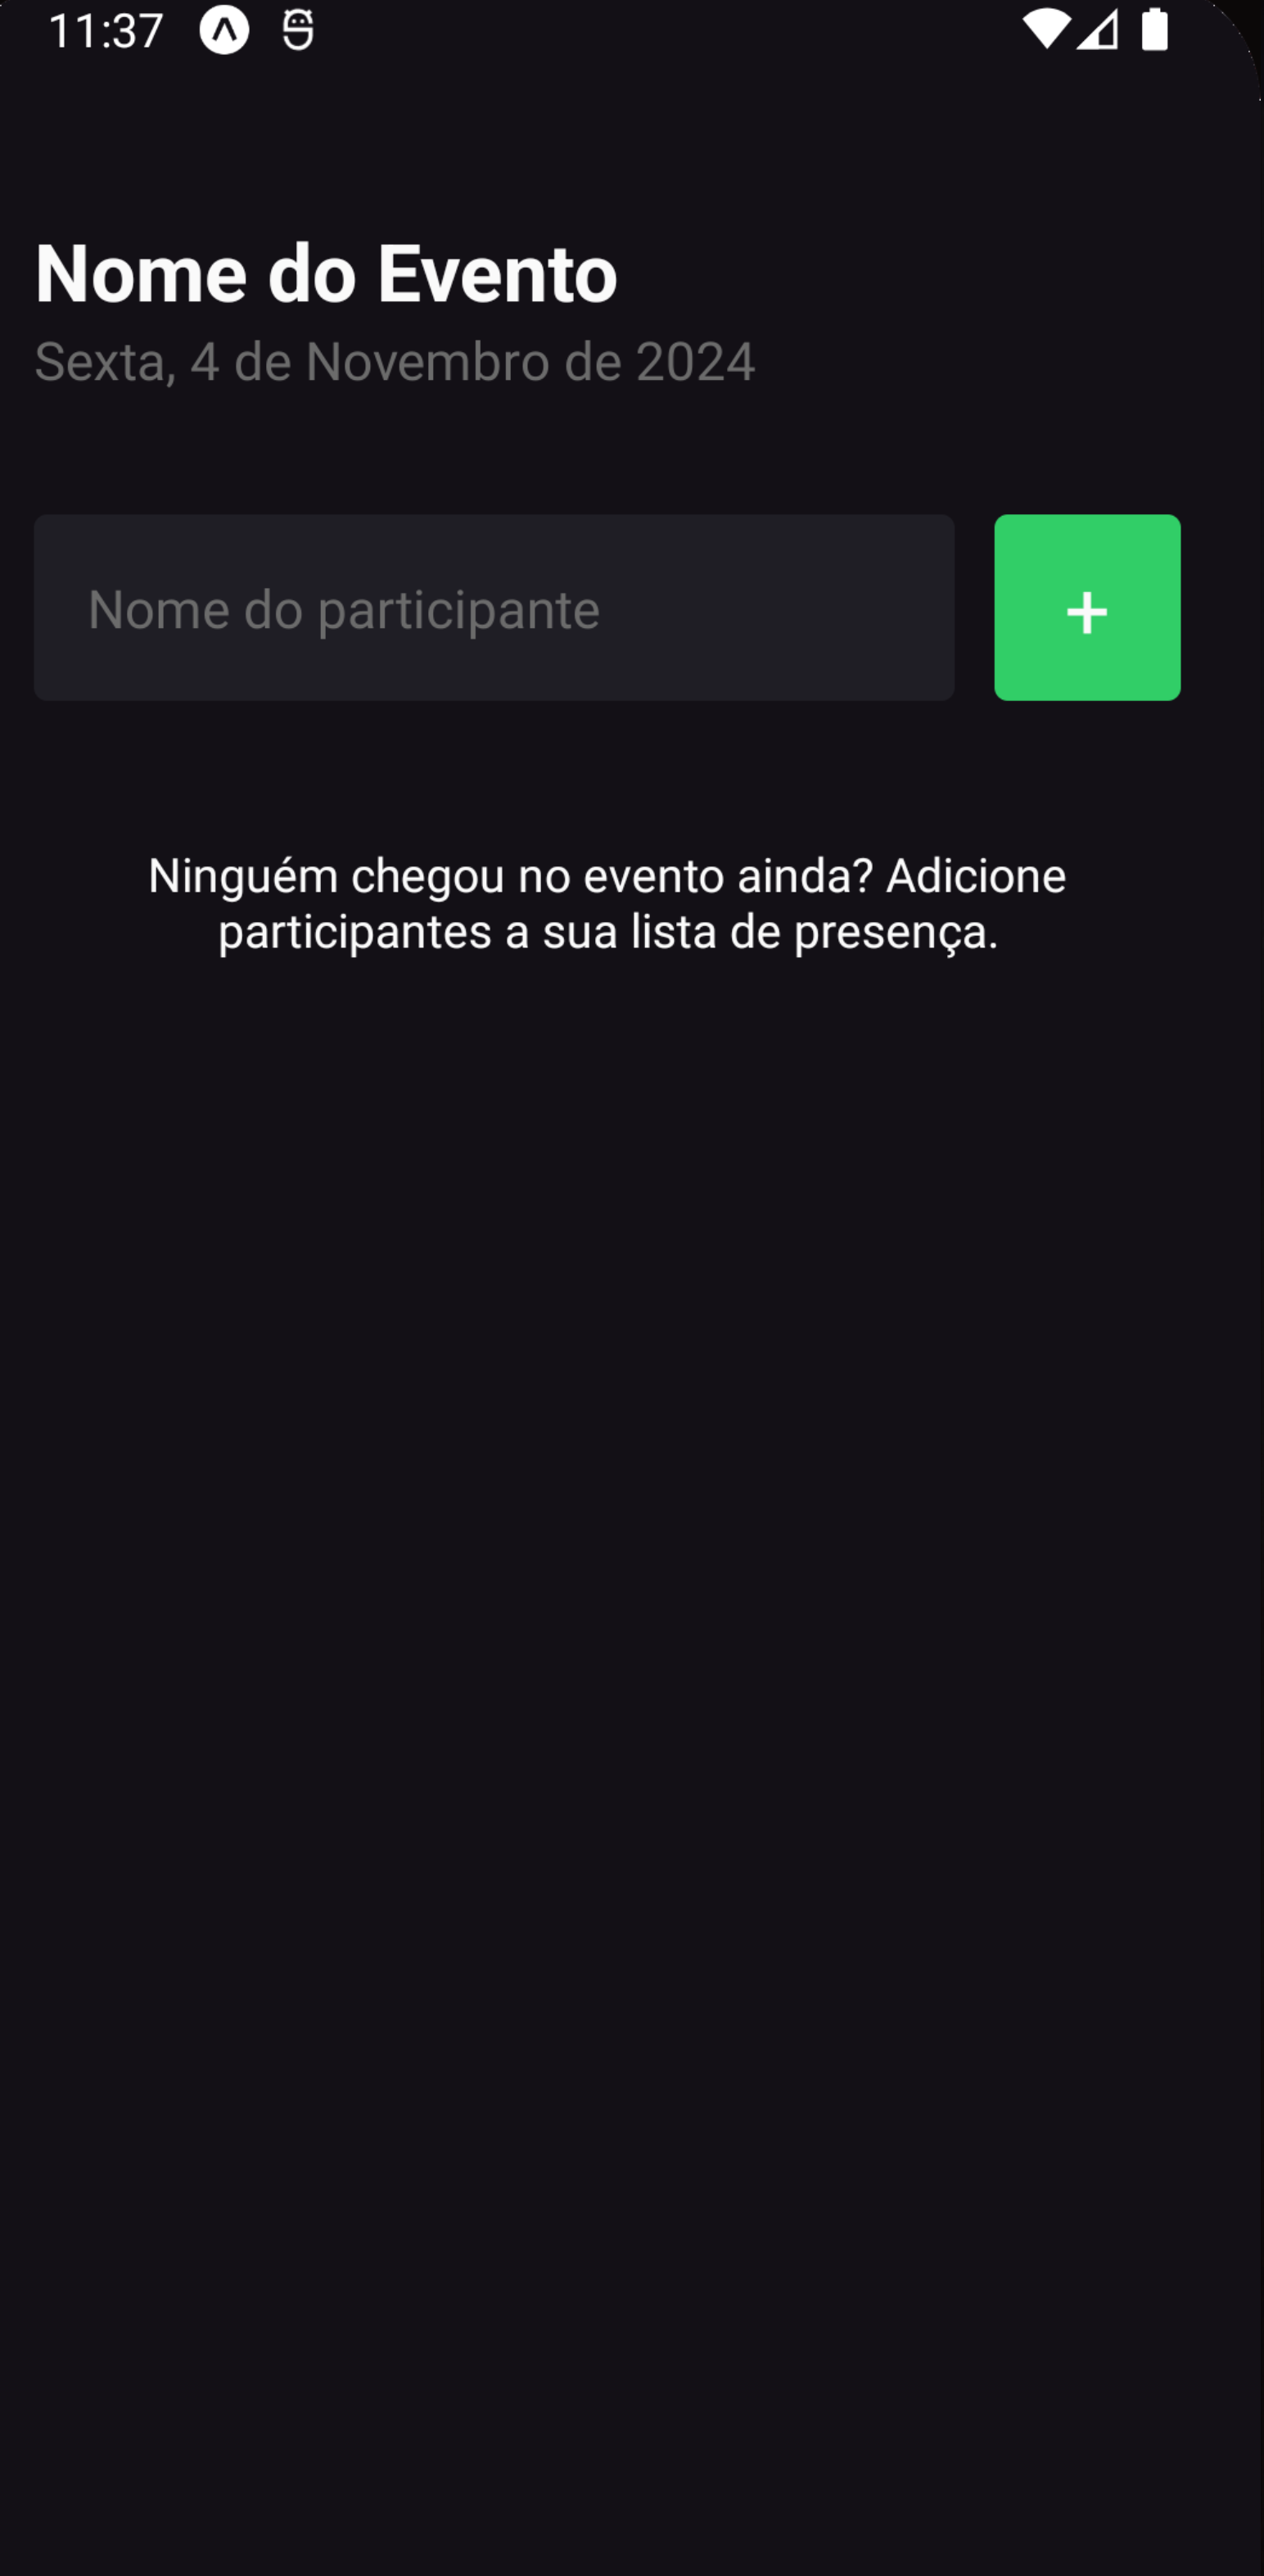 11:37
Nome do Evento
Sexta, 4 de Novembro de 2024
Nome do participante
+
Ninguém chegou no evento ainda? Adicione
participantes a sua lista de presença.